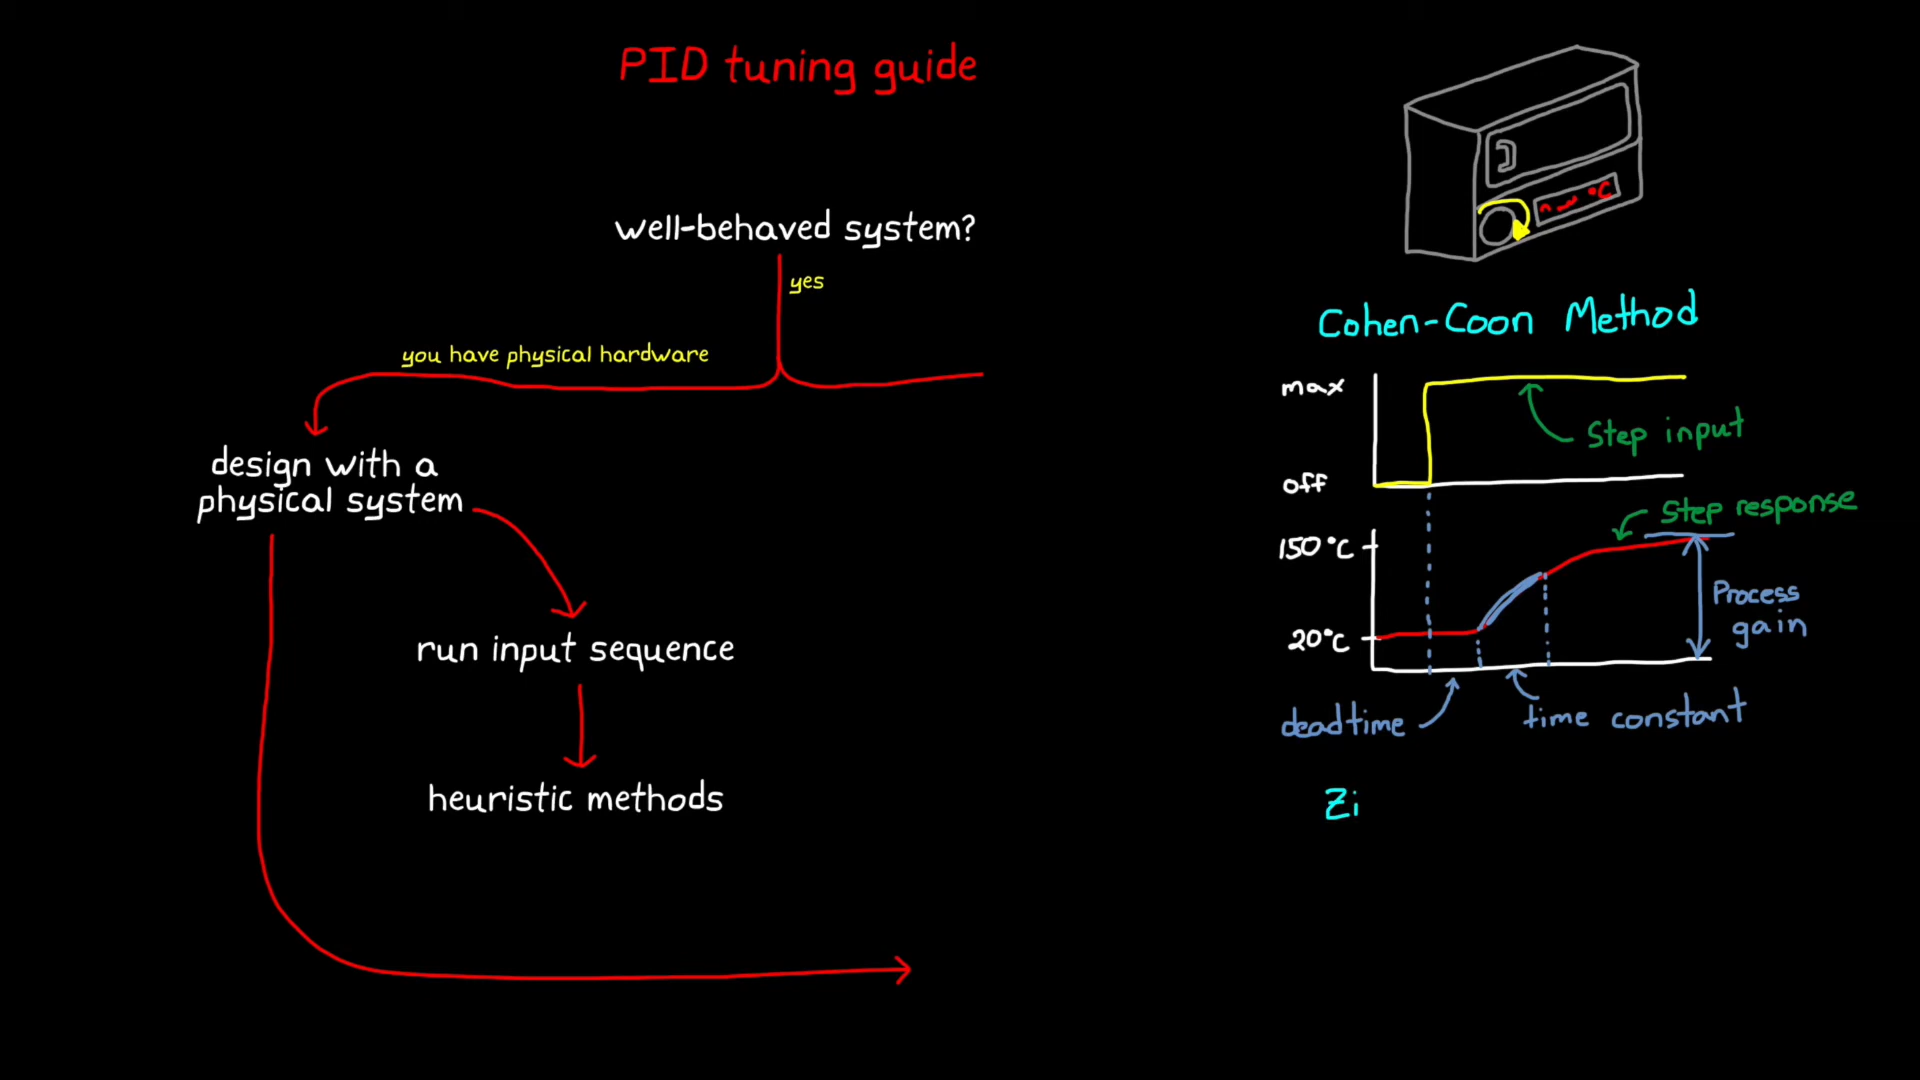 PID tuning guide
well-behaved system?
yes
you have physical hardware
design with a
physical system
run input sequence
heuristic methods
°C
Cohen-Coon Method
max
Step input
off
Step response
150°C
Process
gain
20°C
deadtime
time constant
Zi